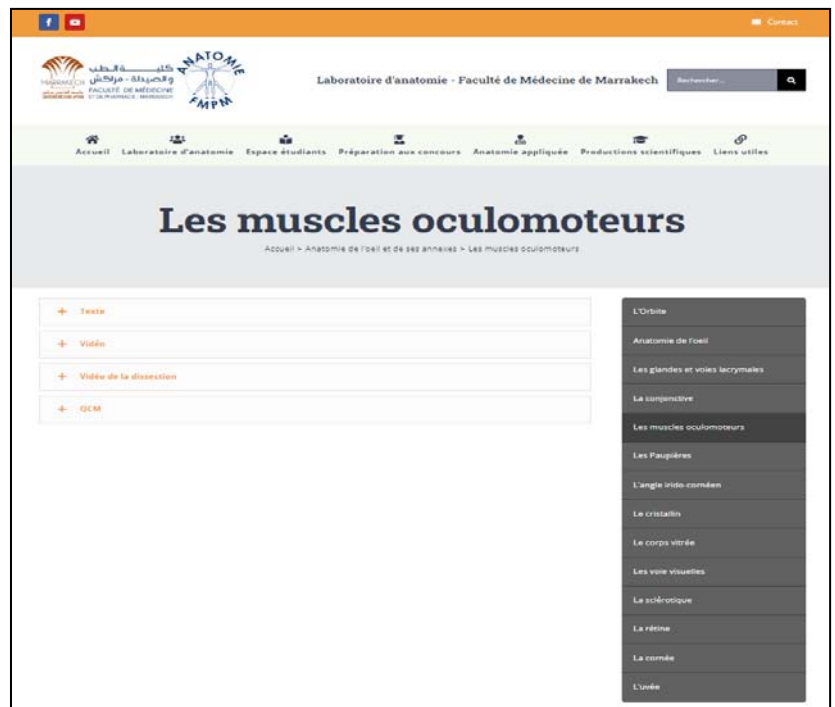 Contact
كليـــة الطب
والصيدلة - مراكش
FACULTÉ DE MÉDECINE
ET DE PHARMACIE - MARRAKECH
MARRAKECH
ANATOMIE
FMPM
Laboratoire d'anatomie - Faculté de Médecine de Marrakech
Rechercher...
Accueil Laboratoire d'anatomie Espace étudiants Préparation aux concours Anatomie appliquée Productions scientifiques Liens utiles
Les muscles oculomoteurs
Accueil > Anatomie de l'oeil et de ses annexes > Les muscles oculomoteurs
Texte
Vidéo
Vidéo de la dissection
QCM
L'Orbite
Anatomie de l'oeil
Les glandes et voies lacrymales
La conjonctive
Les muscles oculomoteurs
Les Paupières
L'angle irido-cornéen
Le cristallin
Le corps vitrée
Les voie visuelles
La sclérotique
La rétine
La cornée
L'uvée